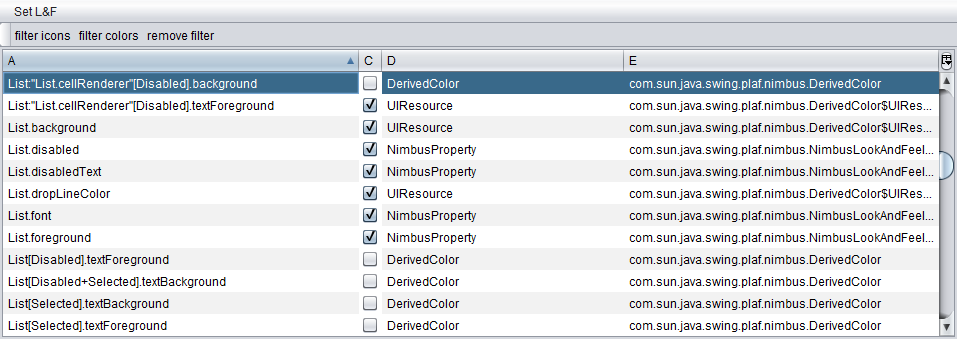 Set L&F
filter icons filter colors remove filter
A C D E
List:"List.cellRenderer"[Disabled].background DerivedColor com.sun.java.swing.plaf.nimbus.DerivedColor
List:"List.cellRenderer"[Disabled].textForeground UIResource com.sun.java.swing.plaf.nimbus.DerivedColor$UIRes...
List.background UIResource com.sun.java.swing.plaf.nimbus.DerivedColor$UIRes...
List.disabled NimbusProperty com.sun.java.swing.plaf.nimbus.NimbusLookAndFeel...
List.disabledText NimbusProperty com.sun.java.swing.plaf.nimbus.NimbusLookAndFeel...
List.dropLineColor UIResource com.sun.java.swing.plaf.nimbus.DerivedColor$UIRes...
List.font NimbusProperty com.sun.java.swing.plaf.nimbus.NimbusLookAndFeel...
List.foreground NimbusProperty com.sun.java.swing.plaf.nimbus.NimbusLookAndFeel...
List[Disabled].textForeground DerivedColor com.sun.java.swing.plaf.nimbus.DerivedColor
List[Disabled+Selected].textBackground DerivedColor com.sun.java.swing.plaf.nimbus.DerivedColor
List[Selected].textBackground DerivedColor com.sun.java.swing.plaf.nimbus.DerivedColor
List[Selected].textForeground DerivedColor com.sun.java.swing.plaf.nimbus.DerivedColor